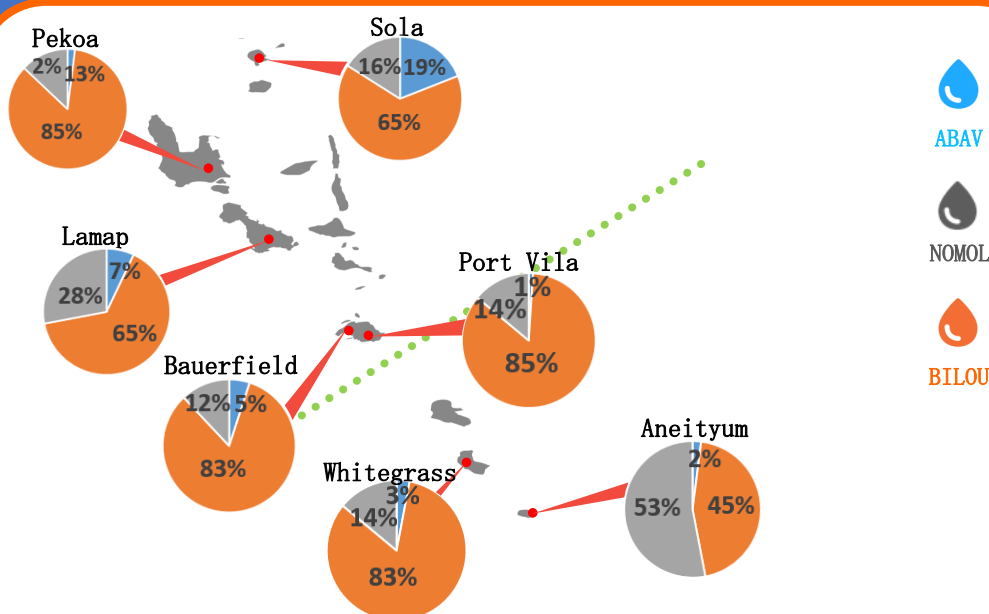 Pekoa
2%
13%
85%
Sola
16%
19%
65%
ABAV
NOMOL
BILOU
Lamap
7%
28%
65%
Port Vila
1%
14%
85%
Bauerfield
12%
5%
83%
Whitegrass
3%
14%
83%
Aneityum
2%
53%
45%